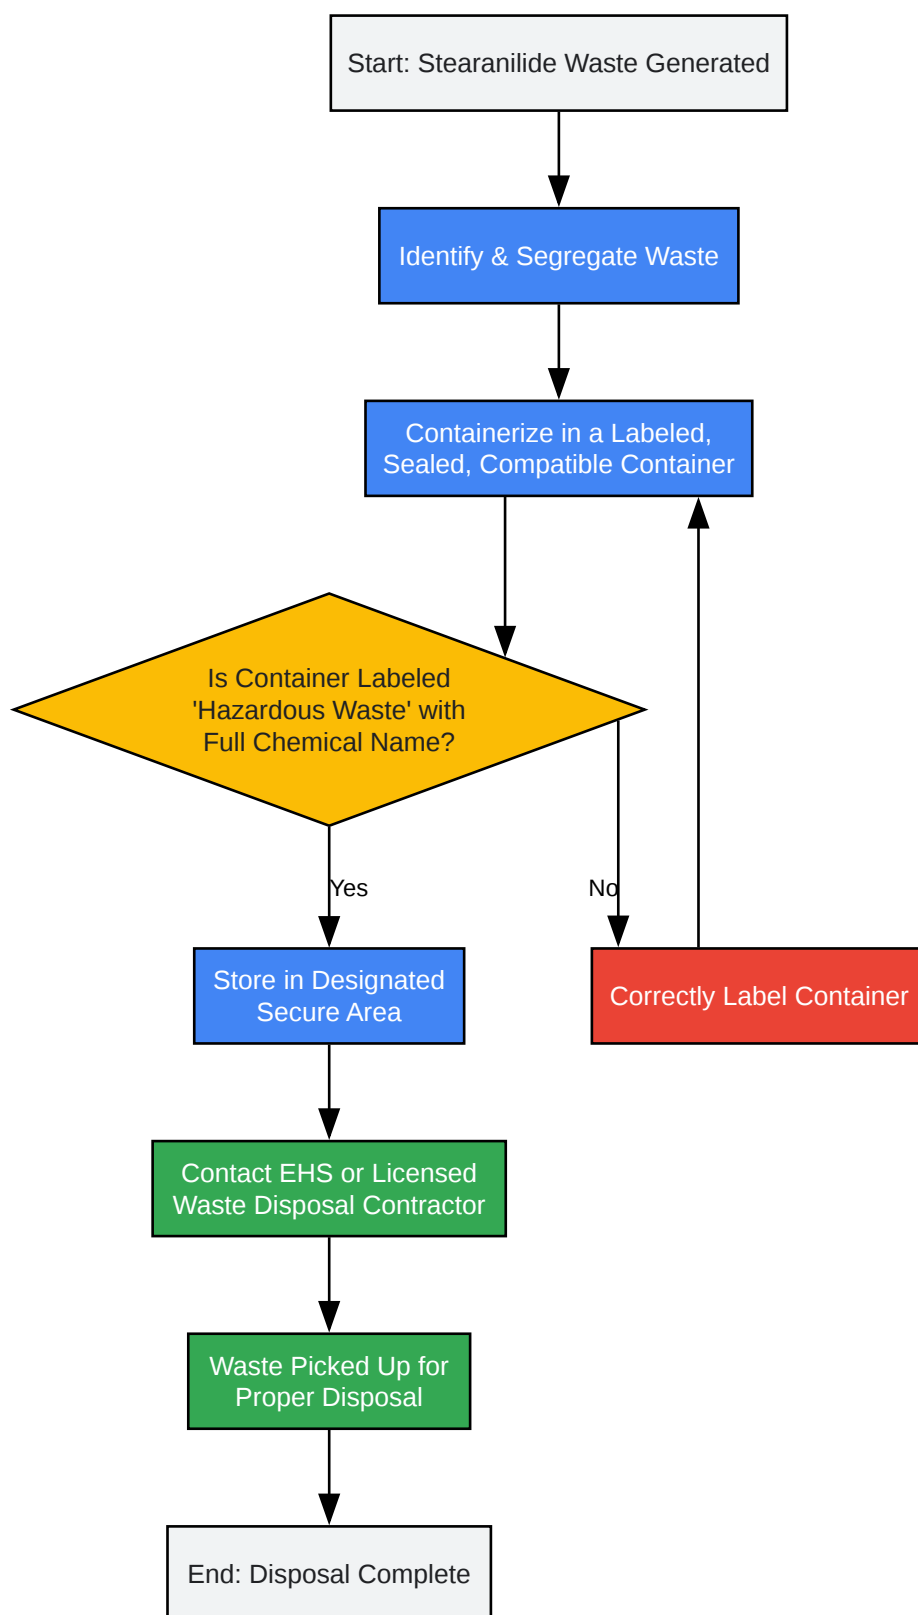 Start: Stearanilide Waste Generated
Identify & Segregate Waste
Containerize in a Labeled,
Sealed, Compatible Container
Is Container Labeled
'Hazardous Waste' with
Full Chemical Name?
Yes
No
Store in Designated
Secure Area
Correctly Label Container
Contact EHS or Licensed
Waste Disposal Contractor
Waste Picked Up for
Proper Disposal
End: Disposal Complete